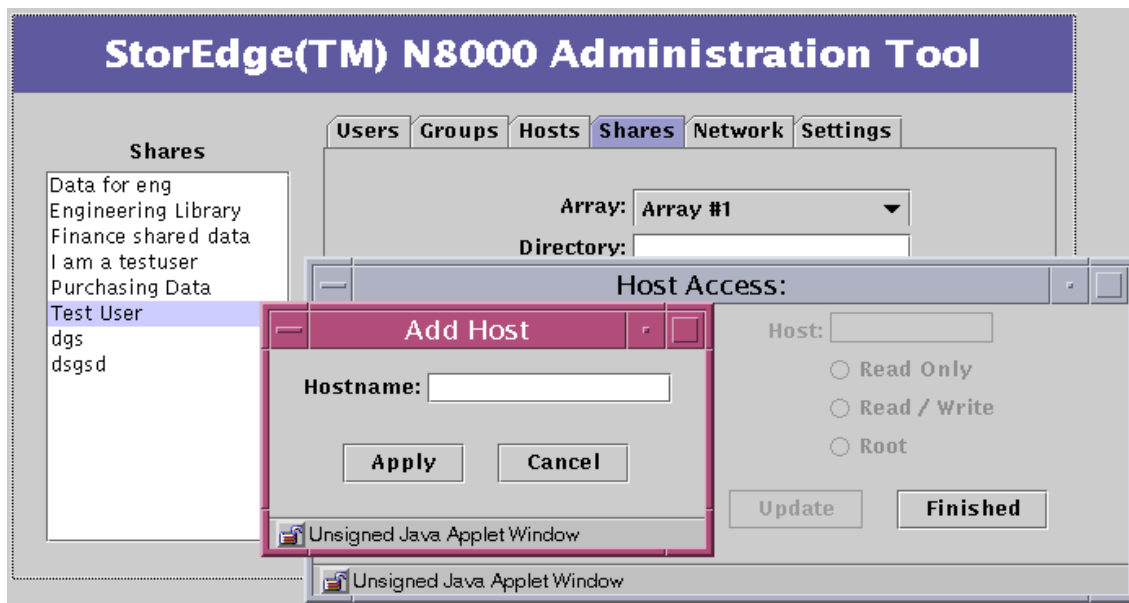 StorEdge(TM) N8000 Administration Tool
Users Groups Hosts Shares Network Settings
Shares
Data for eng
Engineering Library
Finance shared data
I am a testuser
Purchasing Data
Test User
dgs
dsgsd
Array: Array #1
Directory:
Host Access:
Host:
Read Only
Read / Write
Root
Update Finished
Unsigned Java Applet Window
Add Host
Hostname:
Apply Cancel
Unsigned Java Applet Window